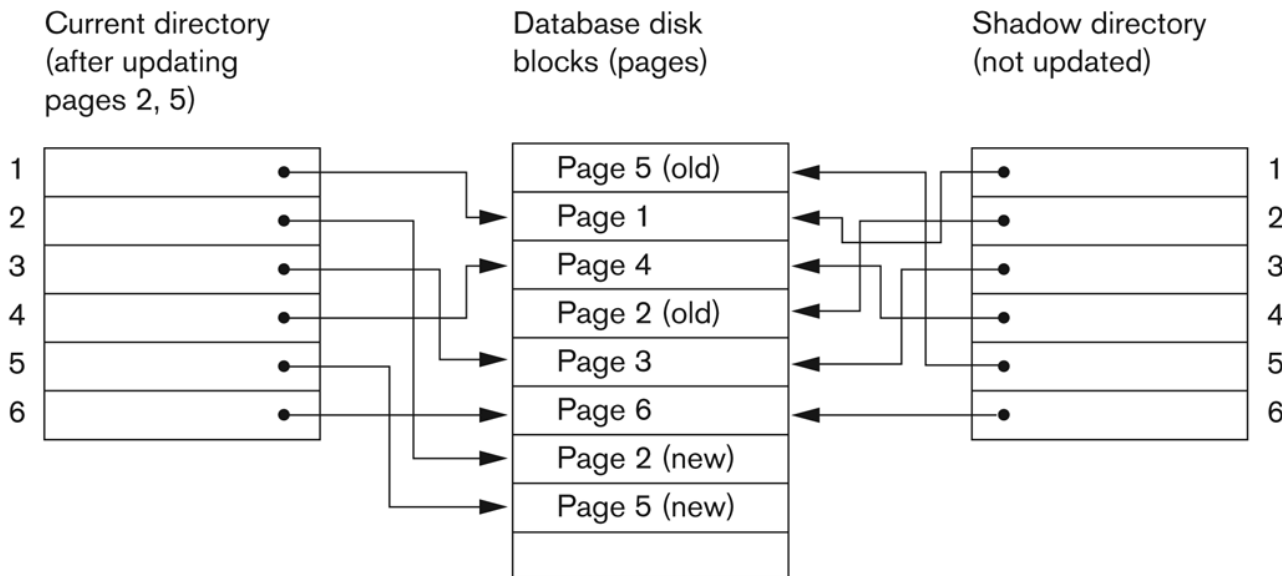 Current directory
(after updating
pages 2, 5)
Database disk
blocks (pages)
Shadow directory
(not updated)
1
2
3
4
5
6
Page 5 (old)
Page 1
Page 4
Page 2 (old)
Page 3
Page 6
Page 2 (new)
Page 5 (new)
1
2
3
4
5
6